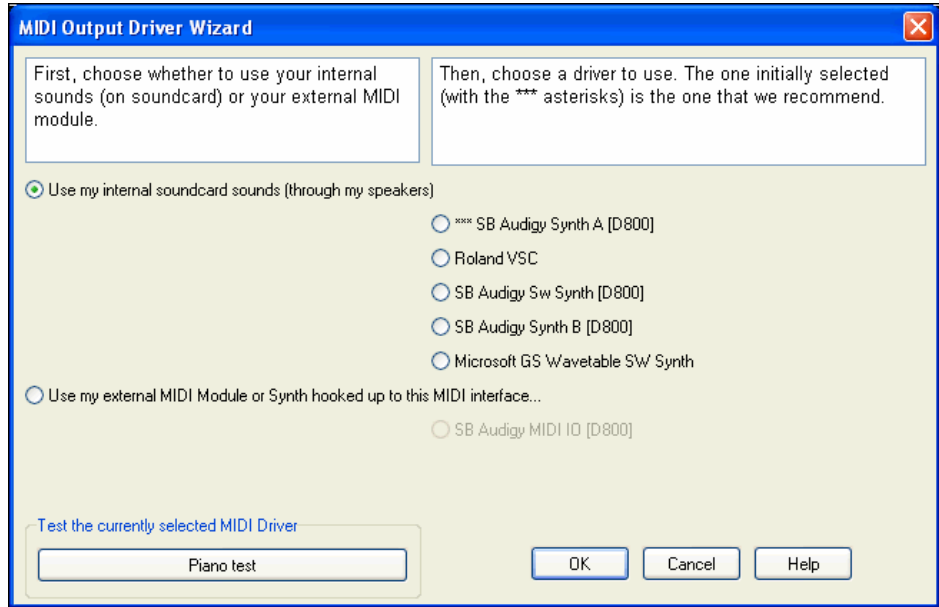 MIDI Output Driver Wizard
First, choose whether to use your internal
sounds (on soundcard) or your external MIDI
module.
Then, choose a driver to use. The one initially selected
(with the *** asterisks) is the one that we recommend.
Use my internal soundcard sounds (through my speakers)
*** SB Audigy Synth A [D800]
Roland VSC
SB Audigy Sw Synth [D800]
SB Audigy Synth B [D800]
Microsoft GS Wavetable SW Synth
Use my external MIDI Module or Synth hooked up to this MIDI interface...
SB Audigy MIDI IO [D800]
Test the currently selected MIDI Driver
Piano test
OK
Cancel
Help